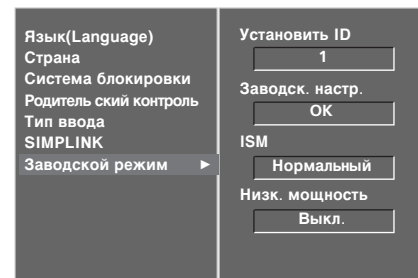 Язык(Language)
Страна
Система блокировки
Родитель ский контроль
Тип ввода
SIMPLINK
Заводской режим ►
Установить ID
1
Заводск. настр.
ОК
ISM
Нормальный
Низк. мощность
Выкл.